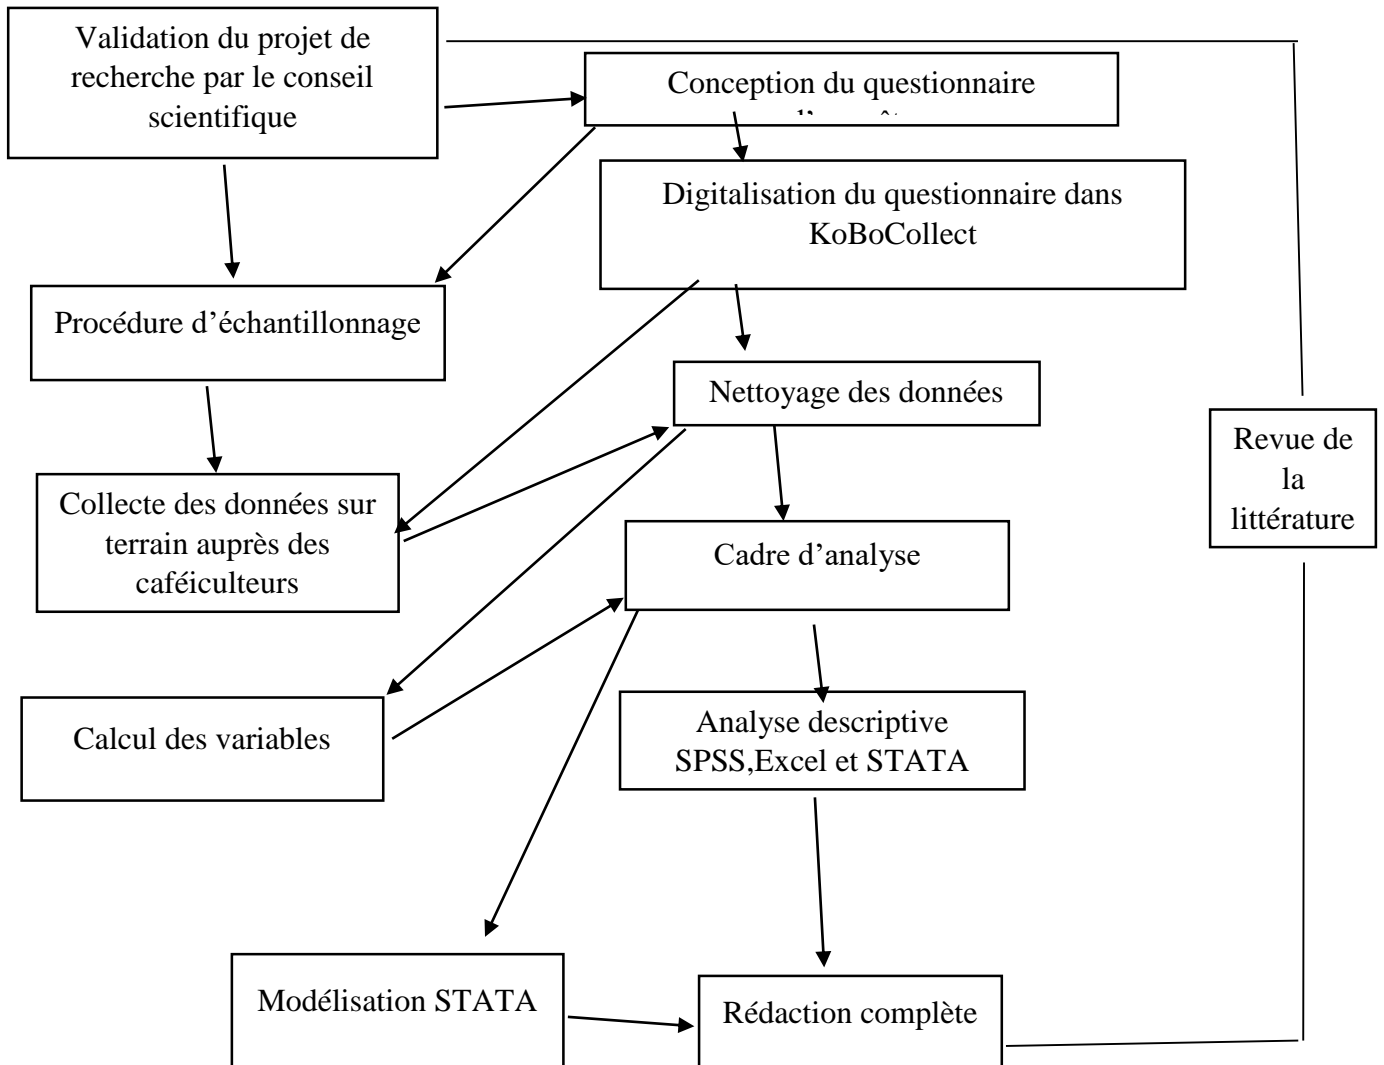 Validation du projet de
recherche par le conseil
scientifique
Conception du questionnaire
Digitalisation du questionnaire dans
KoBoCollect
Procédure d’échantillonnage
Nettoyage des données
Revue de
la
littérature
Collecte des données sur
terrain auprès des
caféiculteurs
Cadre d’analyse
Calcul des variables
Analyse descriptive
SPSS,Excel et STATA
Modélisation STATA
Rédaction complète